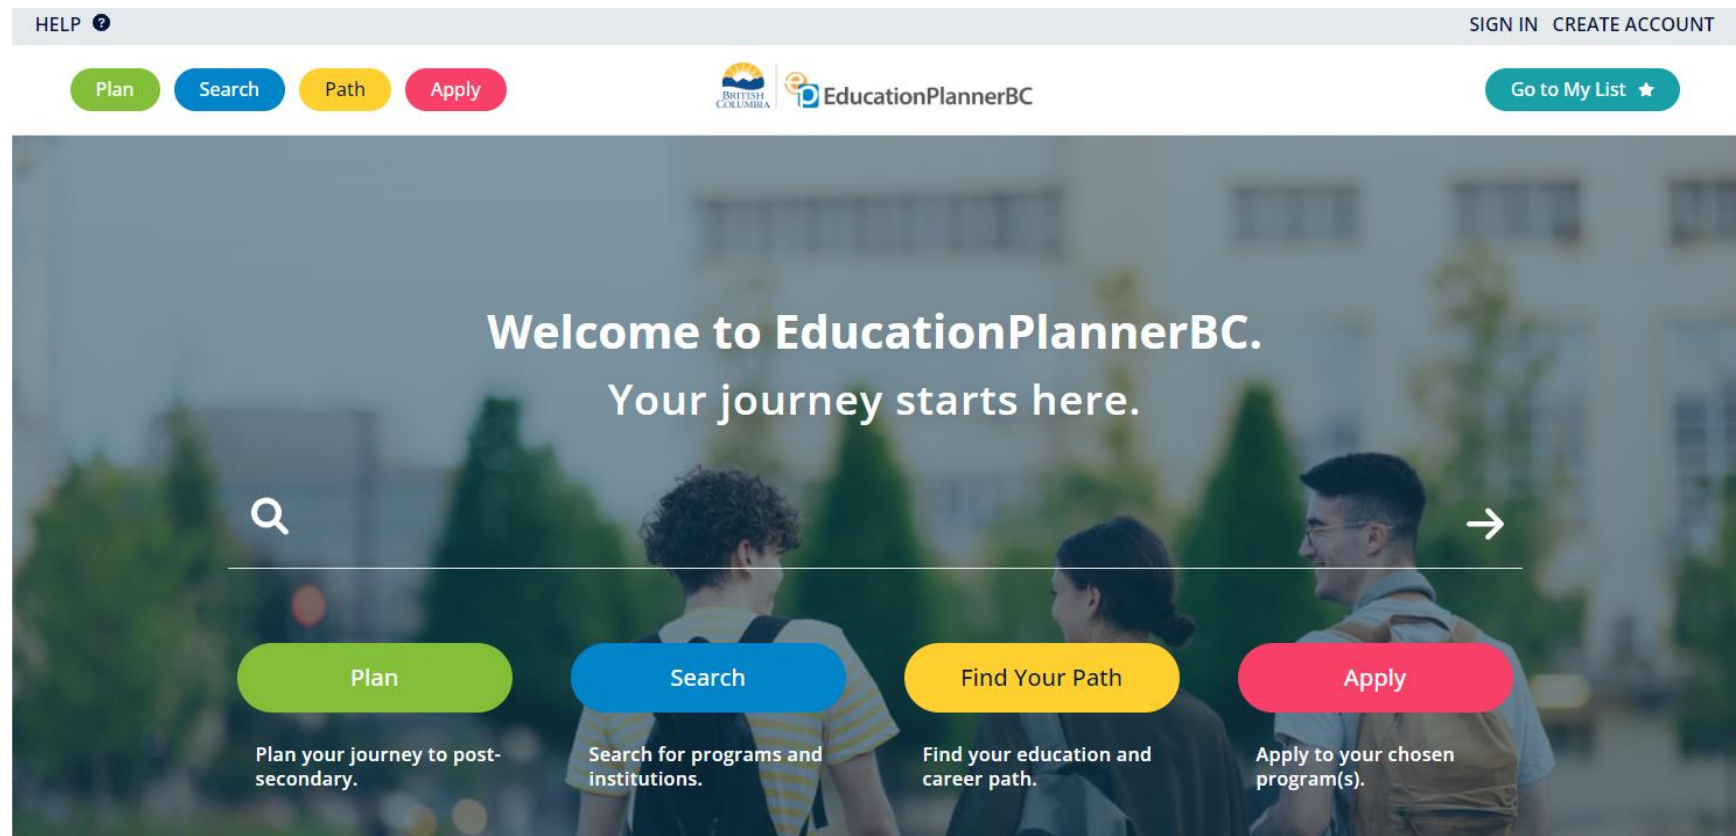 HELP ?
SIGN IN CREATE ACCOUNT
Plan Search Path Apply
BRITISH
COLUMBIA
ep EducationPlannerBC
Go to My List
Welcome to EducationPlannerBC.
Your journey starts here.
Plan Search Find Your Path Apply
Plan your journey to post-
secondary.
Search for programs and
institutions.
Find your education and
career path.
Apply to your chosen
program(s).